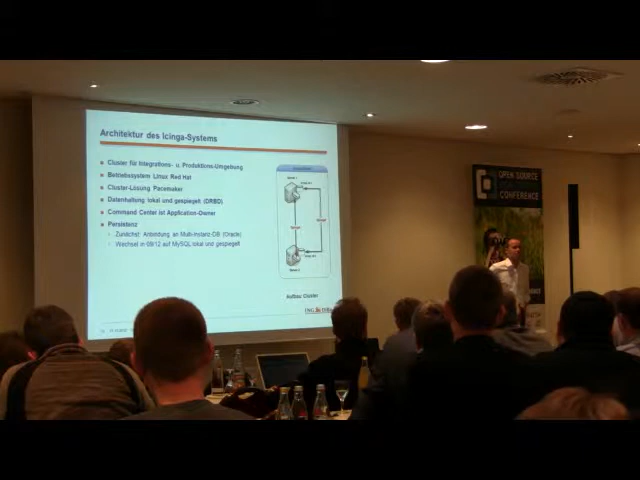 Architektur des Icinga-Systems
Cluster für Integrations- u. Produktions-Umgebung
Betriebssystem Linux Red Hat
Cluster-Lösung Pacemaker
Datenhaltung lokal und gespiegelt (DRBD)
Command Center ist Application-Owner
Persistenz
Zunächst: Anbindung an Multi-Instanz-DB (Oracle)
Wechsel in 08/12 auf MySQL lokal und gespiegelt
Aufbau Cluster
OPEN SOURCE
CONFERENCE